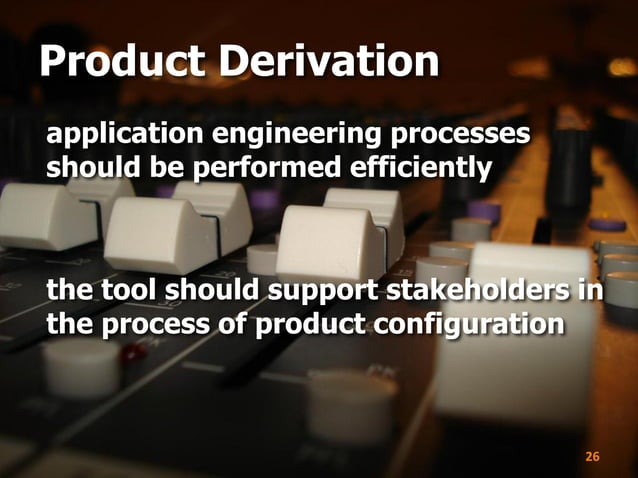 Product Derivation
application engineering processes
should be performed efficiently
the tool should support stakeholders in
the process of product configuration
26